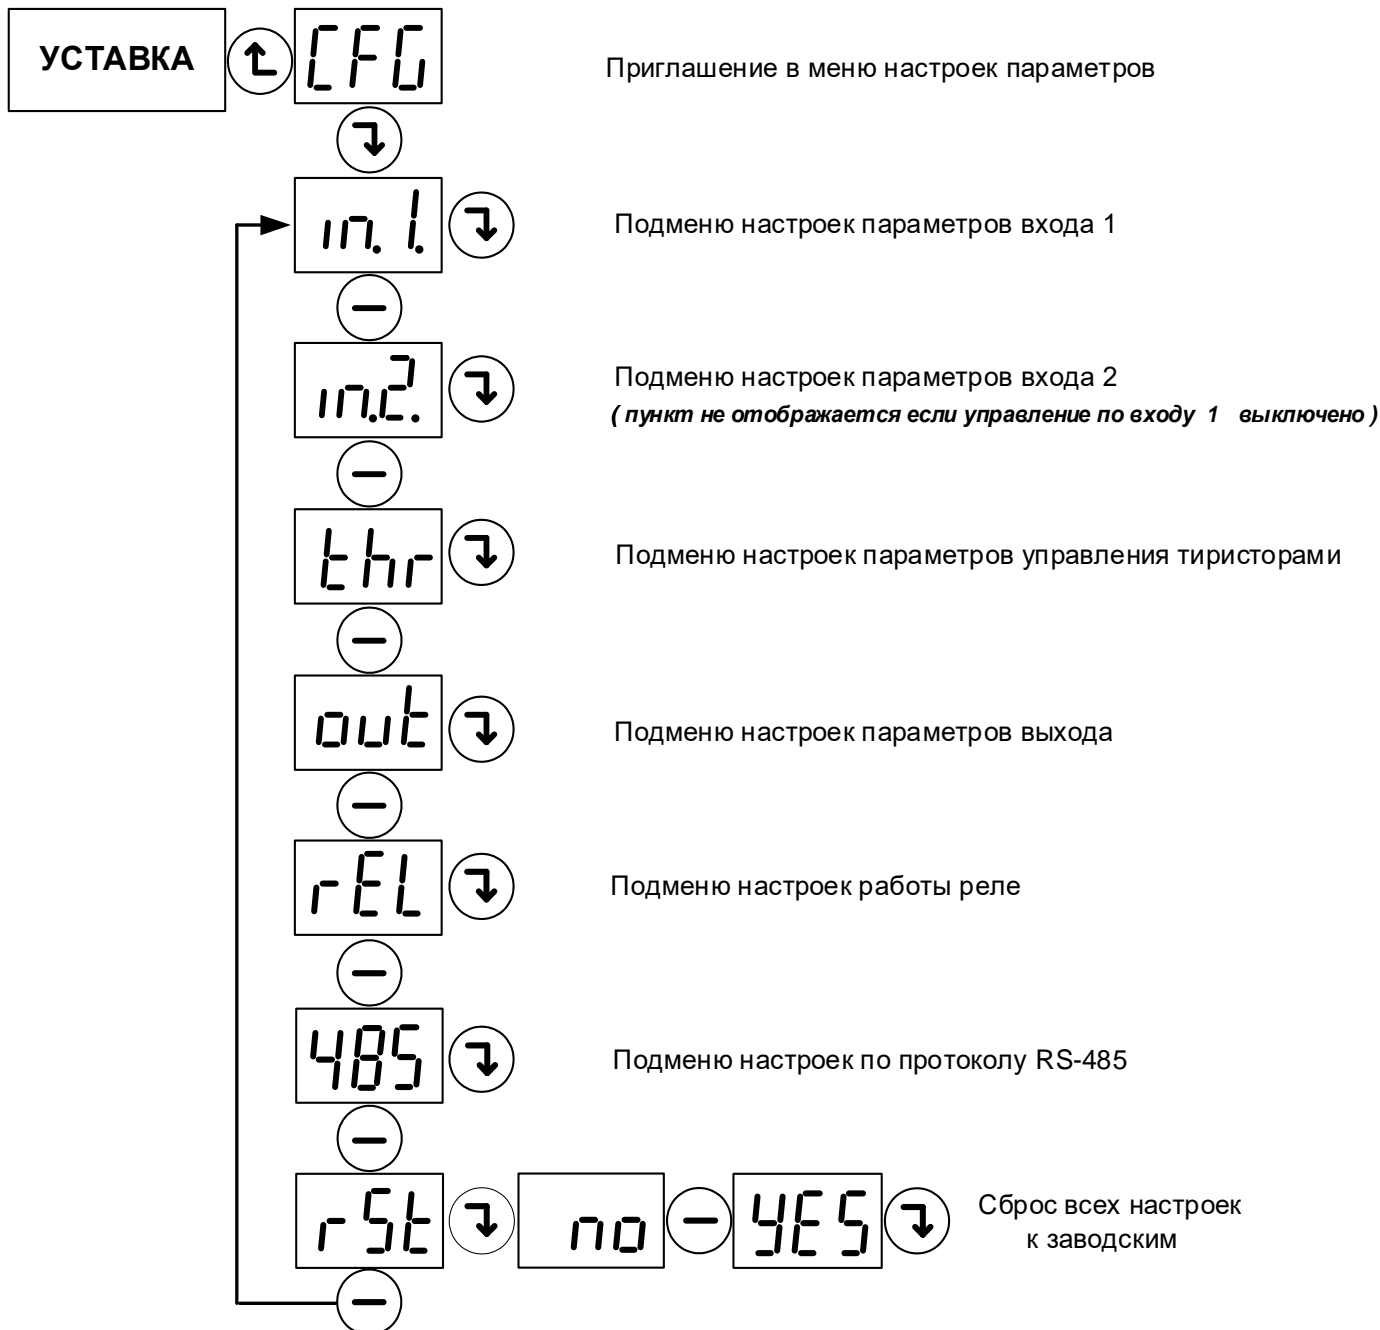 УСТАВКА
CFG
Приглашение в меню настроек параметров
in.1.
Подменю настроек параметров входа 1
in.2.
Подменю настроек параметров входа 2
( пункт не отображается если управление по входу 1 выключено )
thr
Подменю настроек параметров управления тиристорами
out
Подменю настроек параметров выхода
rEL
Подменю настроек работы реле
485
Подменю настроек по протоколу RS-485
rSt
no
YES
Сброс всех настроек
к заводским